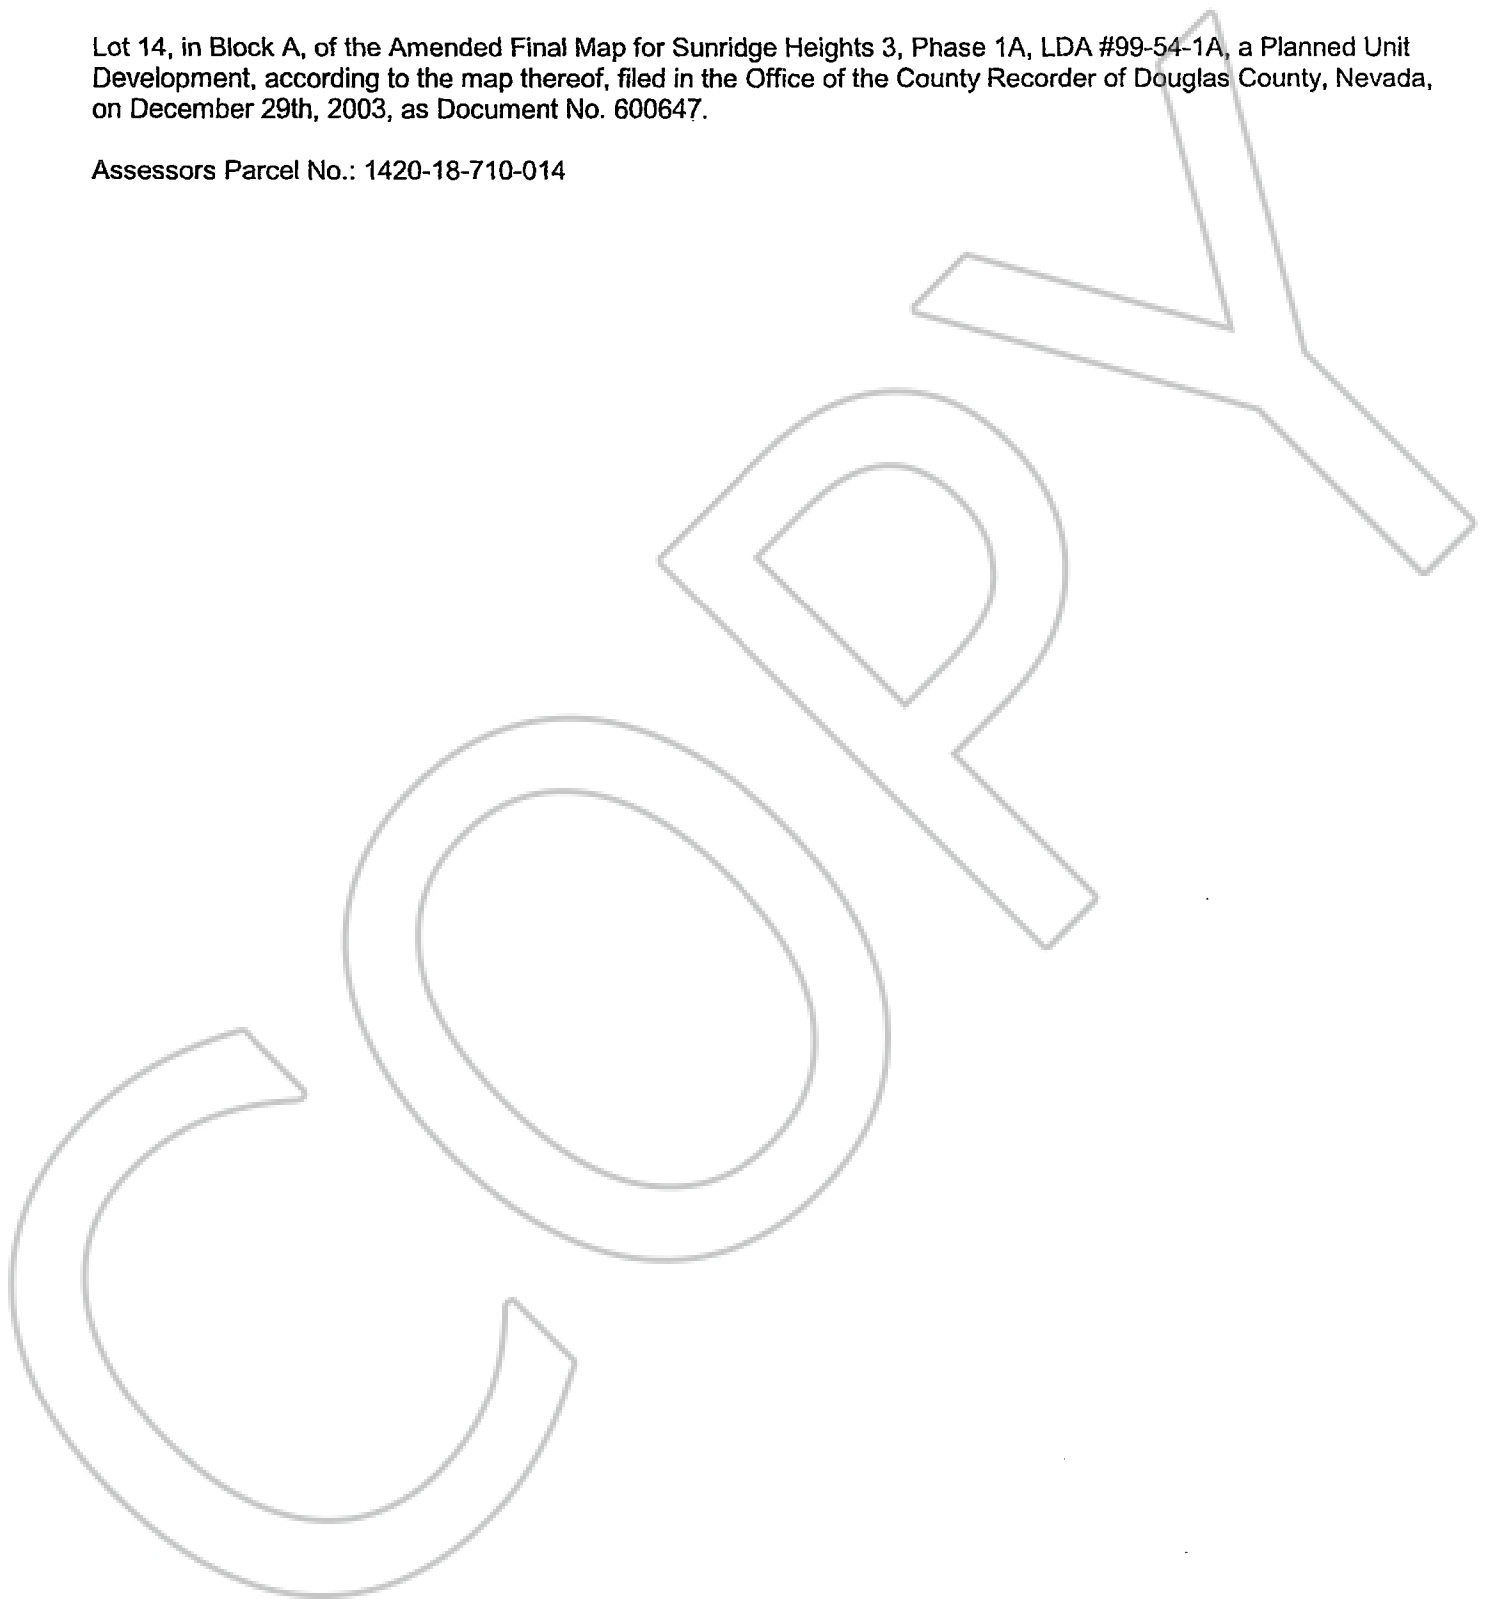 Lot 14, in Block A, of the Amended Final Map for Sunridge Heights 3, Phase 1A, LDA #99-54-1A, a Planned Unit
Development, according to the map thereof, filed in the Office of the County Recorder of Douglas County, Nevada,
on December 29th, 2003, as Document No. 600647.
Assessors Parcel No.: 1420-18-710-014
COPY